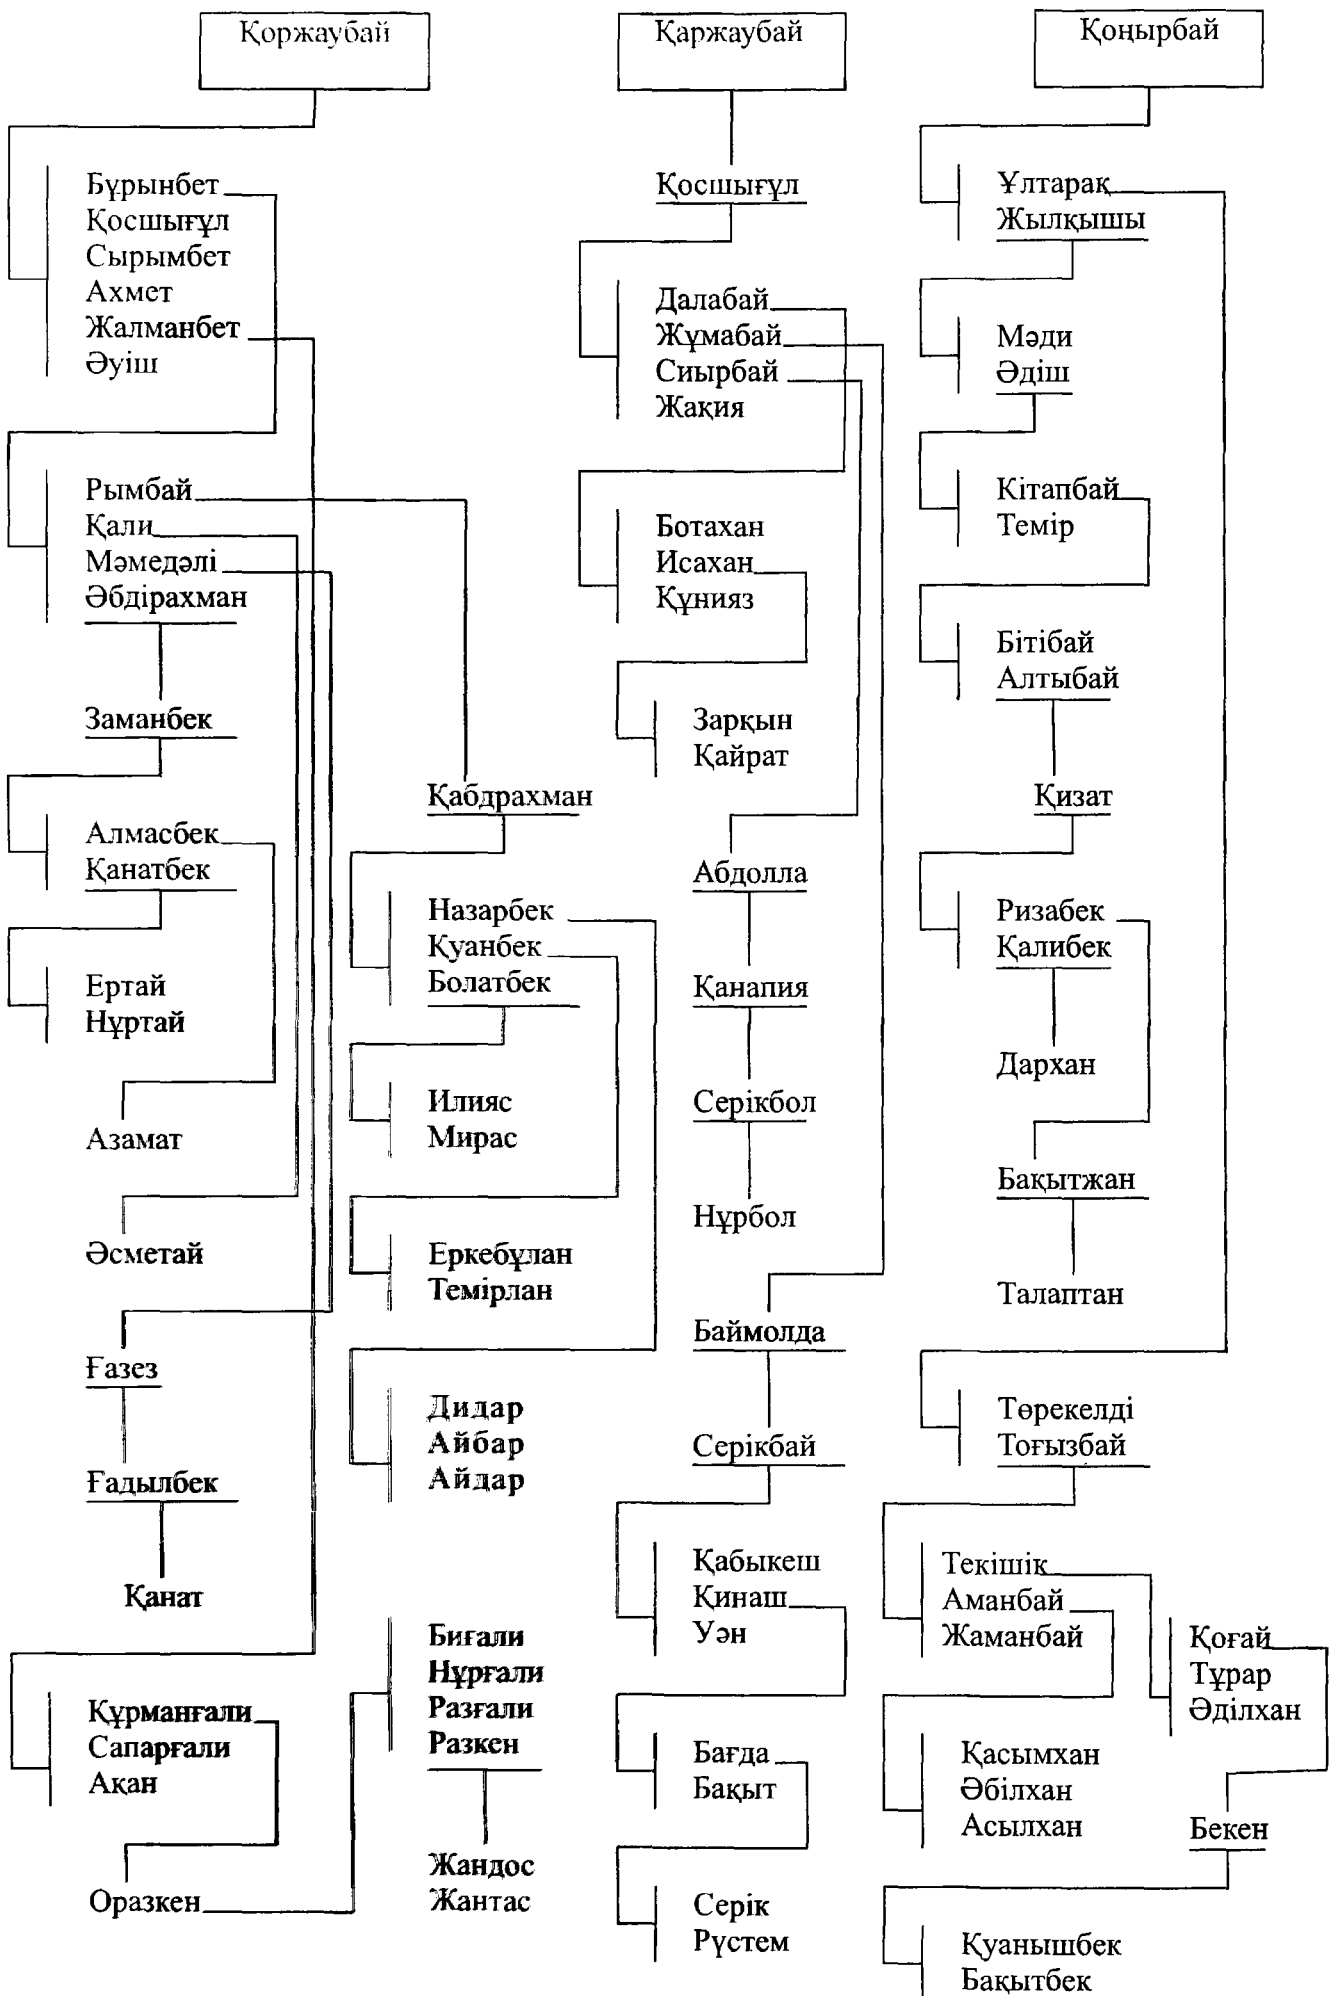 Қоржаубай
Бұрынбет
Қосшығұл
Сырымбет
Ахмет
Жалманбет
Әуіш
Рымбай
Қали
Мәмедәлі
Әбдірахман
Заманбек
Алмасбек
Қанатбек
Ертай
Нұртай
Азамат
Әсметай
Ғазез
Ғадылбек
Қанат
Құрманғали
Сапарғали
Ақан
Оразкен
Қабдрахман
Назарбек
Қуанбек
Болатбек
Илияс
Мирас
Еркебұлан
Темірлан
Дидар
Айбар
Айдар
Биғали
Нұрғали
Разғали
Разкен
Жандос
Жантас
Қаржаубай
Қосшығұл
Далабай
Жұмабай
Сиырбай
Жақия
Ботахан
Исахан
Құнияз
Зарқын
Қайрат
Абдолла
Қанапия
Серікбол
Нұрбол
Баймолда
Серікбай
Қабыкеш
Қинаш
Уән
Бағда
Бақыт
Серік
Рүстем
Қоңырбай
Ұлтарақ
Жылқышы
Мәди
Әдіш
Кітапбай
Темір
Бітібай
Алтыбай
Қизат
Ризабек
Қалибек
Дархан
Бақытжан
Талаптан
Төрекелді
Тоғызбай
Текішік
Аманбай
Жаманбай
Қоғай
Тұрар
Әділхан
Қасымхан
Әбілхан
Асылхан
Бекен
Қуанышбек
Бақытбек